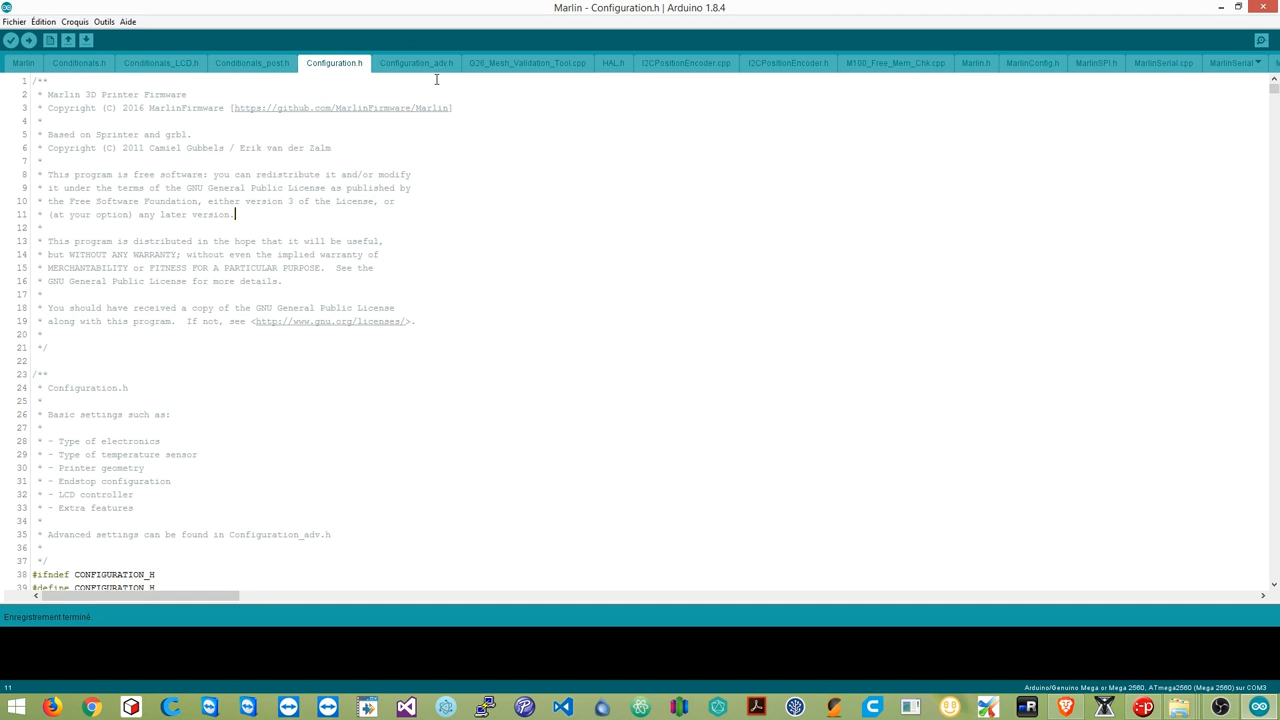 Marlin - Configuration.h | Arduino 1.8.4
Fichier Édition Croquis Outils Aide
Marlin Conditionals.h Conditionals_LCD.h Conditionals_post.h Configuration.h Configuration_adv.h G26_Mesh_Validation_Tool.cpp HAL.h I2CPositionEncoder.cpp I2CPositionEncoder.h M100_Free_Mem_Chk.cpp Marlin.h MarlinConfig.h MarlinSPI.h MarlinSerial.cpp MarlinSerial
1 /**
2 * Marlin 3D Printer Firmware
3 * Copyright (C) 2016 MarlinFirmware [https://github.com/MarlinFirmware/Marlin]
4 *
5 * Based on Sprinter and grbl.
6 * Copyright (C) 2011 Camiel Gubbels / Erik van der Zalm
7 *
8 * This program is free software: you can redistribute it and/or modify
9 * it under the terms of the GNU General Public License as published by
10 * the Free Software Foundation, either version 3 of the License, or
11 * (at your option) any later version.
12 *
13 * This program is distributed in the hope that it will be useful,
14 * but WITHOUT ANY WARRANTY; without even the implied warranty of
15 * MERCHANTABILITY or FITNESS FOR A PARTICULAR PURPOSE.  See the
16 * GNU General Public License for more details.
17 *
18 * You should have received a copy of the GNU General Public License
19 * along with this program.  If not, see <http://www.gnu.org/licenses/>.
20 *
21 */
22
23 /**
24 * Configuration.h
25 *
26 * Basic settings such as:
27 *
28 * - Type of electronics
29 * - Type of temperature sensor
30 * - Printer geometry
31 * - Endstop configuration
32 * - LCD controller
33 * - Extra features
34 *
35 * Advanced settings can be found in Configuration_adv.h
36 *
37 */
38 #ifndef CONFIGURATION_H
39 #define CONFIGURATION_H
Enregistrement terminé.
11 Arduino/Genuino Mega or Mega 2560, ATmega2560 (Mega 2560) sur COM3